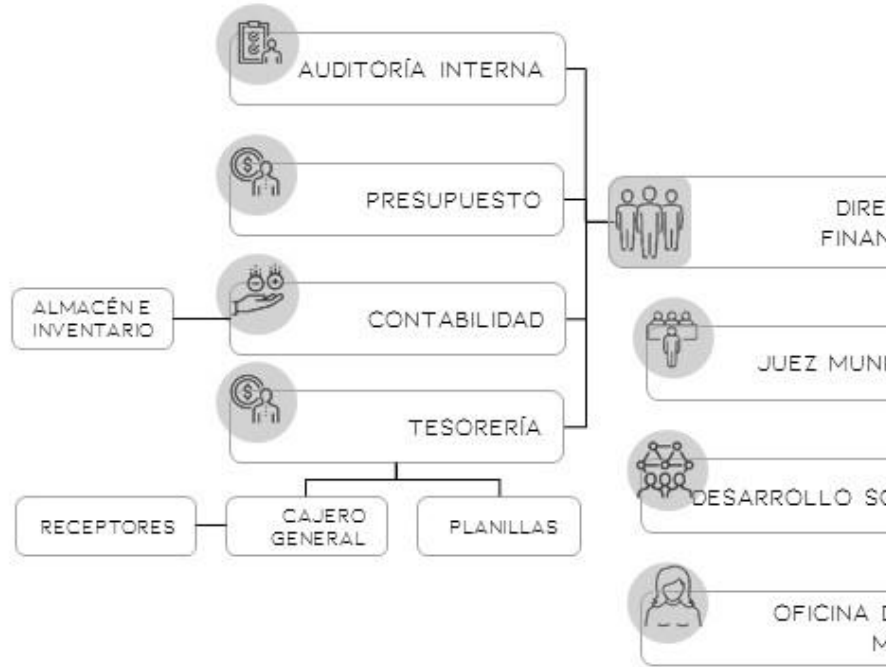 AUDITORÍA INTERNA
PRESUPUESTO
CONTABILIDAD
ALMACÉN E
INVENTARIO
TESORERÍA
RECEPTORES
CAJERO
GENERAL
PLANILLAS
DIRE
FINAN
JUEZ MUNI
DESARROLLO SO
OFICINA D
M